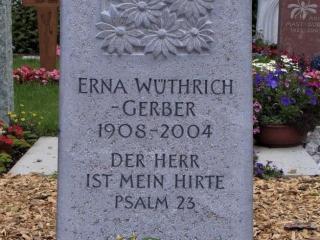 ERNA WÜTHRICH
-GERBER
1908-2004
DER HERR
IST MEIN HIRTE
PSALM 23